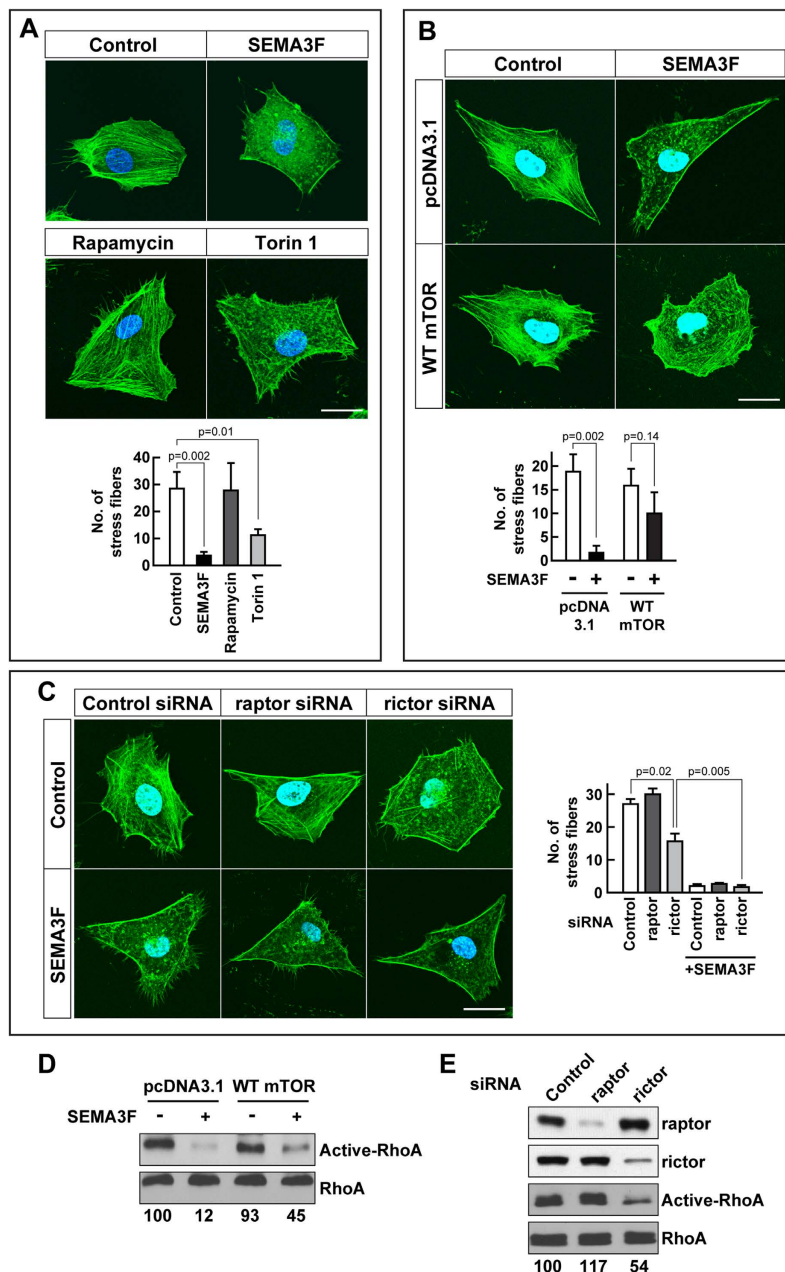 A
Control SEMA3F
Rapamycin Torin 1
p=0.01
p=0.002
No. of
stress fibers
40
30
20
10
0
Control
SEMA3F
Rapamycin
Torin 1
B
Control SEMA3F
pcDNA3.1
WT mTOR
p=0.002 p=0.14
No. of
stress fibers
20
15
10
5
0
SEMA3F - + - +
pcDNA WT
3.1 mTOR
C
Control siRNA raptor siRNA rictor siRNA
Control
SEMA3F
p=0.02 p=0.005
No. of
stress fibers
30
20
10
0
siRNA
Control
raptor
rictor
Control
raptor
rictor
+SEMA3F
D
pcDNA3.1 WT mTOR
SEMA3F - + - +
Active-RhoA
RhoA
100 12 93 45
E
siRNA Control raptor rictor
raptor
rictor
Active-RhoA
RhoA
100 117 54